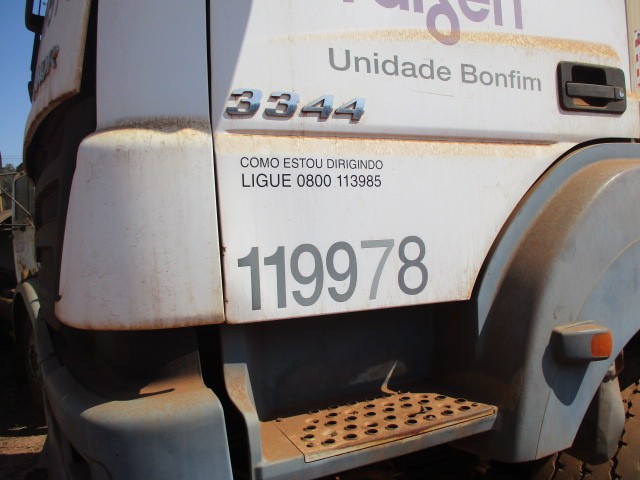 Unidade Bonfim
3344
COMO ESTOU DIRIGINDO
LIGUE 0800 113985
119978